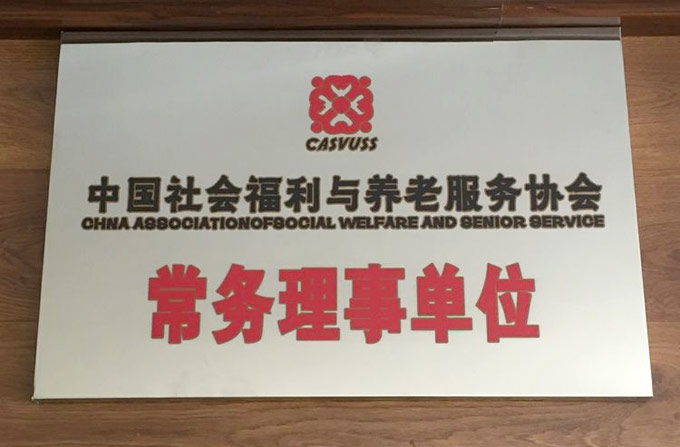 CASVUSS
中国社会福利与养老服务协会
CHNA ASSOCIATIONOFSOCIAL WELFARE AND SENIOR SERVICE
常务理事单位